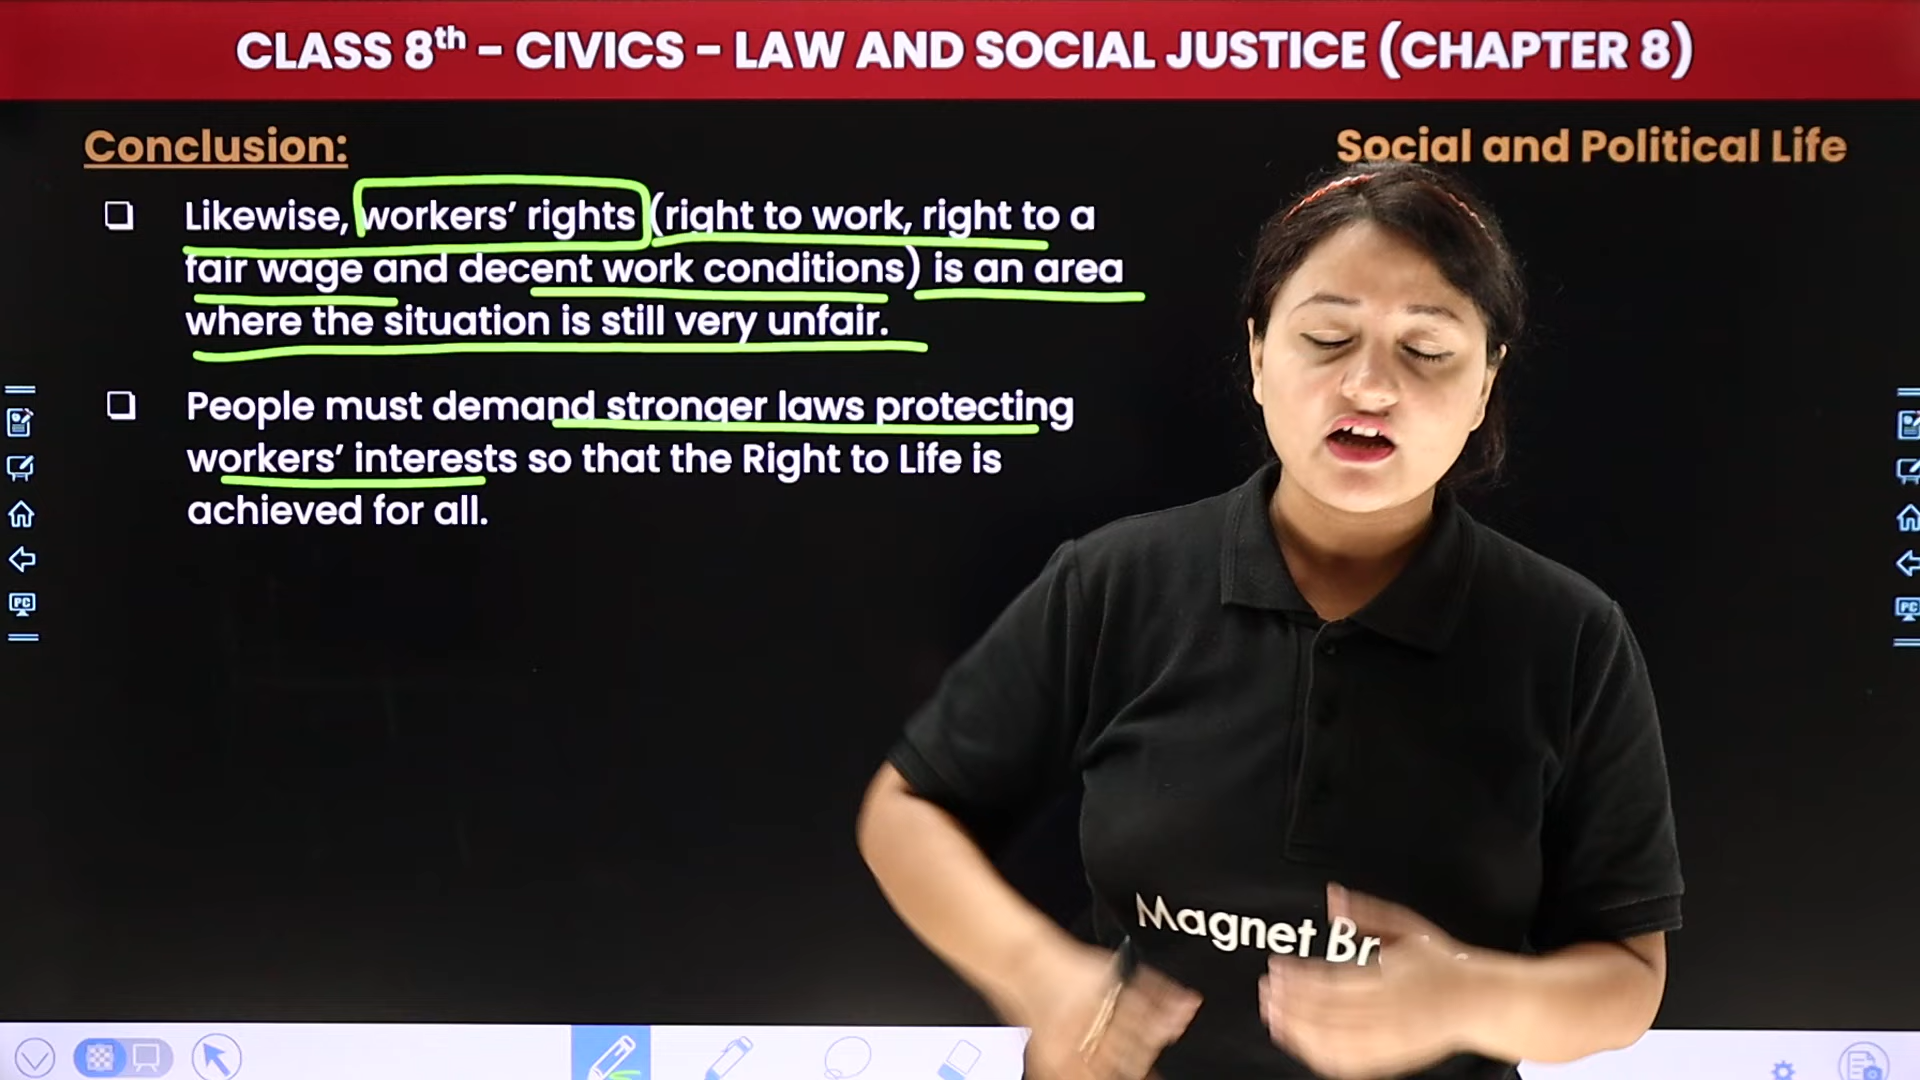 CLASS 8th – CIVICS – LAW AND SOCIAL JUSTICE (CHAPTER 8)
Conclusion:
Social and Political Life
Likewise, workers’ rights (right to work, right to a
fair wage and decent work conditions) is an area
where the situation is still very unfair.
People must demand stronger laws protecting
workers’ interests so that the Right to Life is
achieved for all.
PC
PC
Magnet